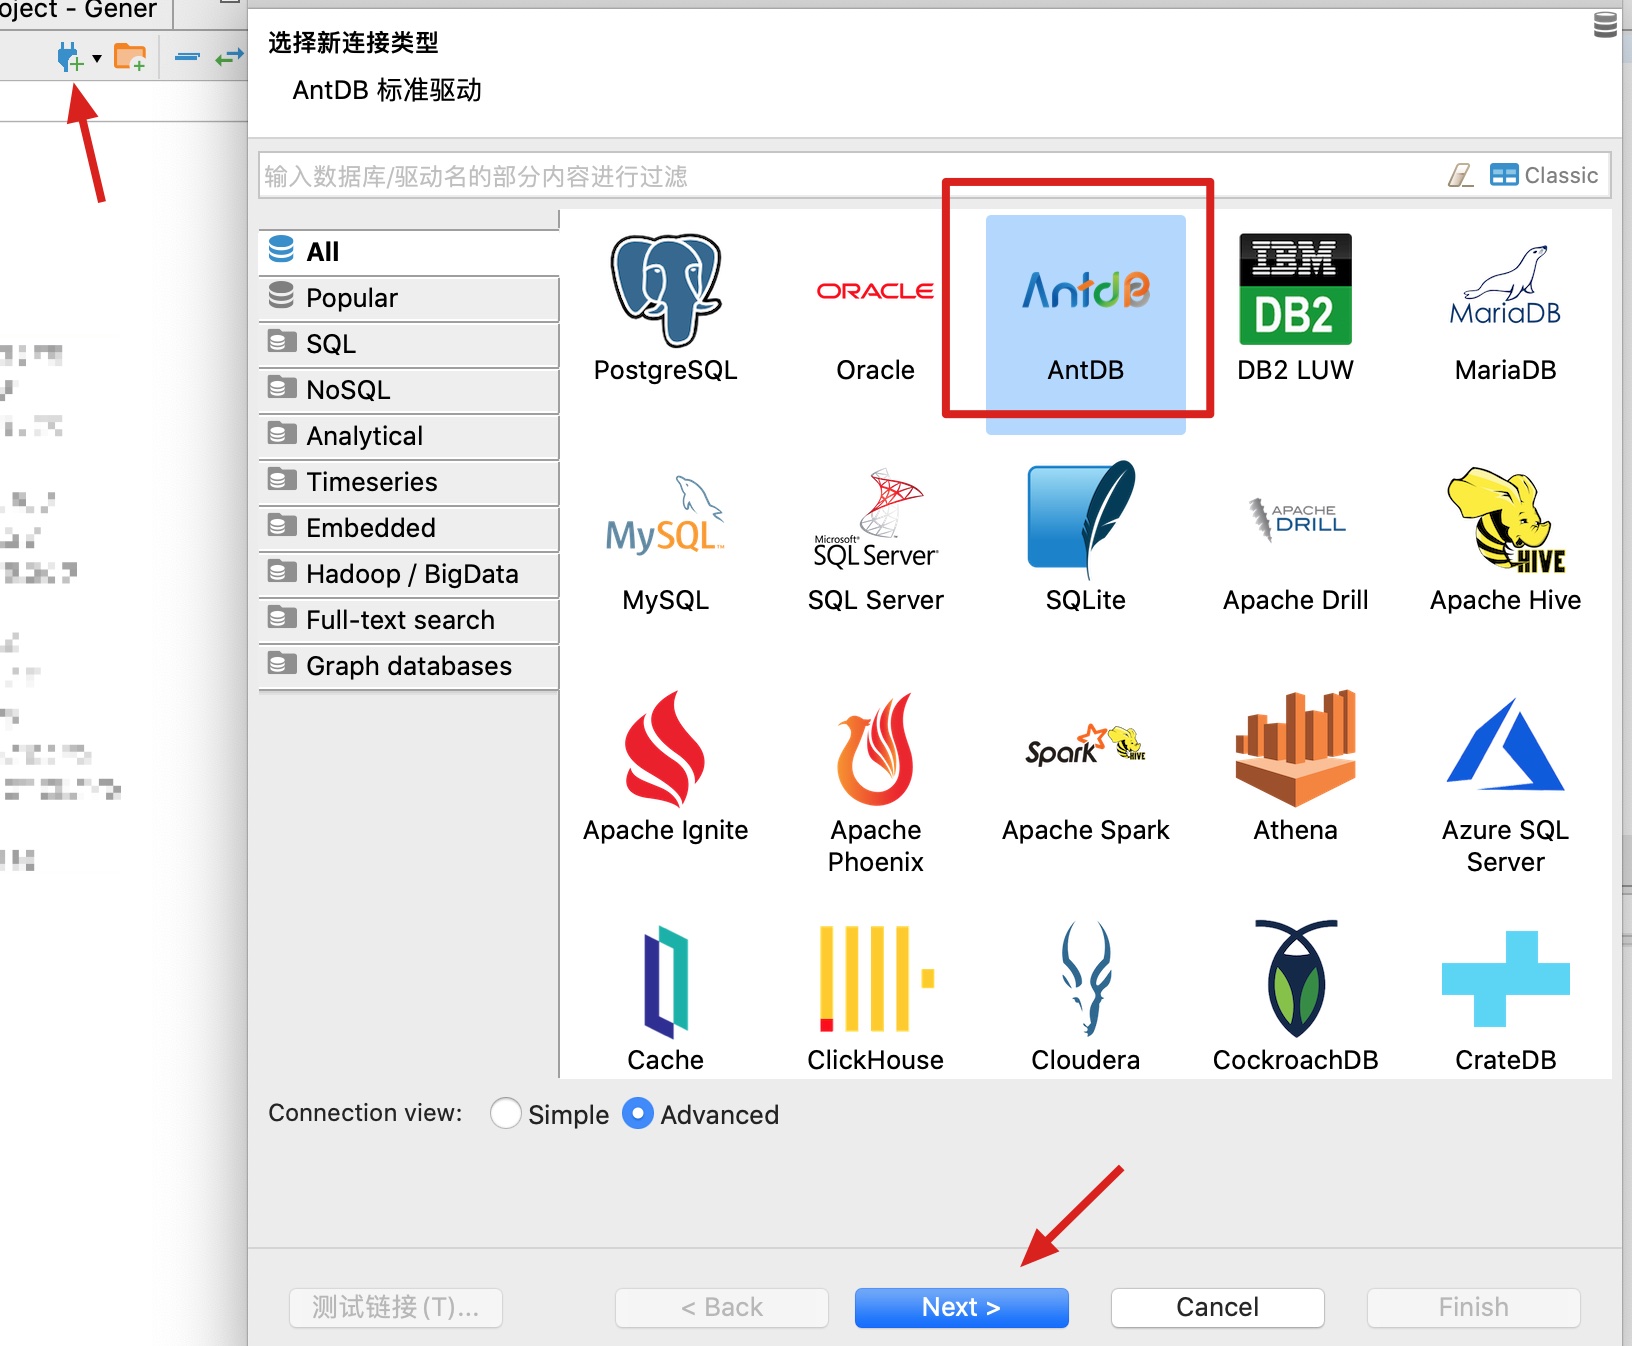 oject - Gener
选择新连接类型
AntDB 标准驱动
输入数据库/驱动名的部分内容进行过滤
Classic
All
Popular
SQL
NoSQL
Analytical
Timeseries
Embedded
Hadoop / BigData
Full-text search
Graph databases
ORACLE
AntdB
IBM
DB2
MariaDB
PostgreSQL
Oracle
AntDB
DB2 LUW
MariaDB
MySQL
Microsoft
SQL Server
APACHE
DRILL
HIVE
MySQL
SQL Server
SQLite
Apache Drill
Apache Hive
Spark
HIVE
Apache Ignite
Apache
Phoenix
Apache Spark
Athena
Azure SQL
Server
Cache
ClickHouse
Cloudera
CockroachDB
CrateDB
Connection view:
Simple
Advanced
测试链接(T)...
< Back
Next >
Cancel
Finish